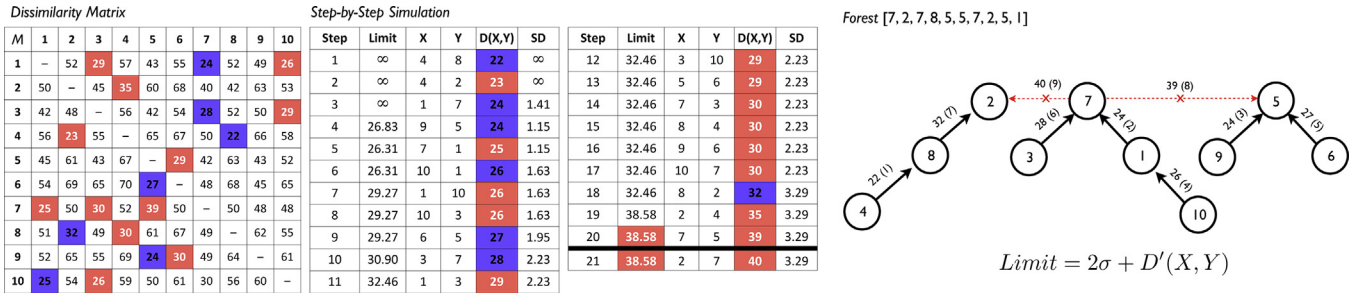 Dissimilarity Matrix
M 1 2 3 4 5 6 7 8 9 10
1 – 52 29 57 43 55 24 52 49 26
2 50 – 45 35 60 68 40 42 63 53
3 42 48 – 56 42 54 28 52 50 29
4 56 23 55 – 65 67 50 22 66 58
5 45 61 43 67 – 29 42 63 43 52
6 54 69 65 70 27 – 48 68 45 65
7 25 50 30 52 39 50 – 50 48 48
8 51 32 49 30 61 67 49 – 62 55
9 52 65 55 69 24 30 49 64 – 61
10 25 54 26 59 50 61 30 56 60 –
Step-by-Step Simulation
Step Limit X Y D(X,Y) SD
1 ∞ 4 8 22 ∞
2 ∞ 4 2 23 ∞
3 ∞ 1 7 24 1.41
4 26.83 9 5 24 1.15
5 26.31 7 1 25 1.15
6 26.31 10 1 26 1.63
7 29.27 1 10 26 1.63
8 29.27 10 3 26 1.63
9 29.27 6 5 27 1.95
10 30.90 3 7 28 2.23
11 32.46 1 3 29 2.23
Step Limit X Y D(X,Y) SD
12 32.46 3 10 29 2.23
13 32.46 5 6 29 2.23
14 32.46 7 3 30 2.23
15 32.46 8 4 30 2.23
16 32.46 9 6 30 2.23
17 32.46 10 7 30 2.23
18 32.46 8 2 32 3.29
19 38.58 2 4 35 3.29
20 38.58 7 5 39 3.29
21 38.58 2 7 40 3.29
Forest [7, 2, 7, 8, 5, 5, 7, 2, 5, 1]
40 (9)
39 (8)
2 7 5
32 (7)
28 (6)
24 (2)
24 (3)
27 (5)
8 3 1 9 6
22 (1)
26 (4)
4 10
Limit = 2σ + D′(X, Y)